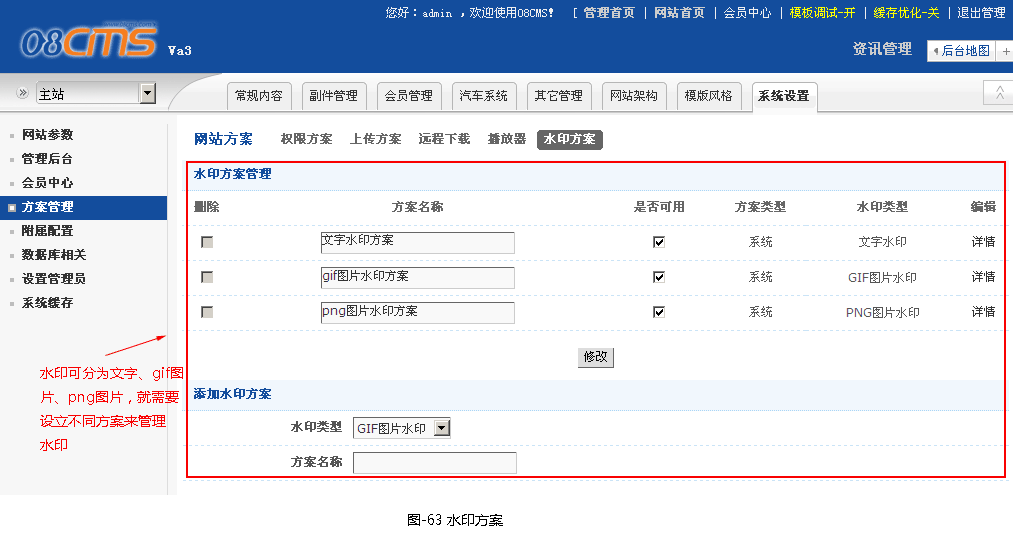 您好：admin ，欢迎使用08CMS! [ 管理首页 | 网站首页 | 会员中心 | 模板调试-开 | 缓存优化-关 | 退出管理
08CMS Va3
资讯管理 后台地图 +
主站
常规内容 副件管理 会员管理 汽车系统 其它管理 网站架构 模版风格 系统设置
网站参数
管理后台
会员中心
方案管理
附属配置
数据库相关
设置管理员
系统缓存
水印可分为文字、gif图
片、png图片，就需要
设立不同方案来管理
水印
网站方案 权限方案 上传方案 远程下载 播放器 水印方案
水印方案管理
删除 方案名称 是否可用 方案类型 水印类型 编辑
文字水印方案 系统 文字水印 详情
gif图片水印方案 系统 GIF图片水印 详情
png图片水印方案 系统 PNG图片水印 详情
修改
添加水印方案
水印类型 GIF图片水印
方案名称
图-63 水印方案